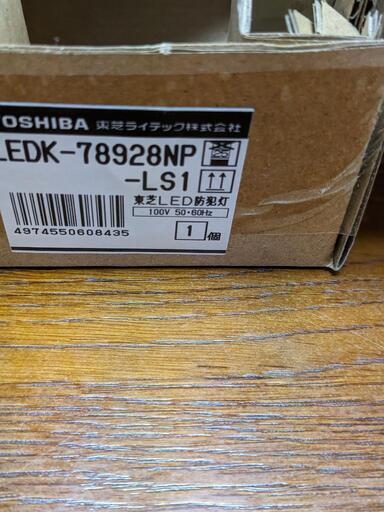 TOSHIBA 東芝ライテック株式会社
LEDK-78928NP
-LS1
東芝LED防犯灯
100V 50・60Hz
4974550608435
1 個